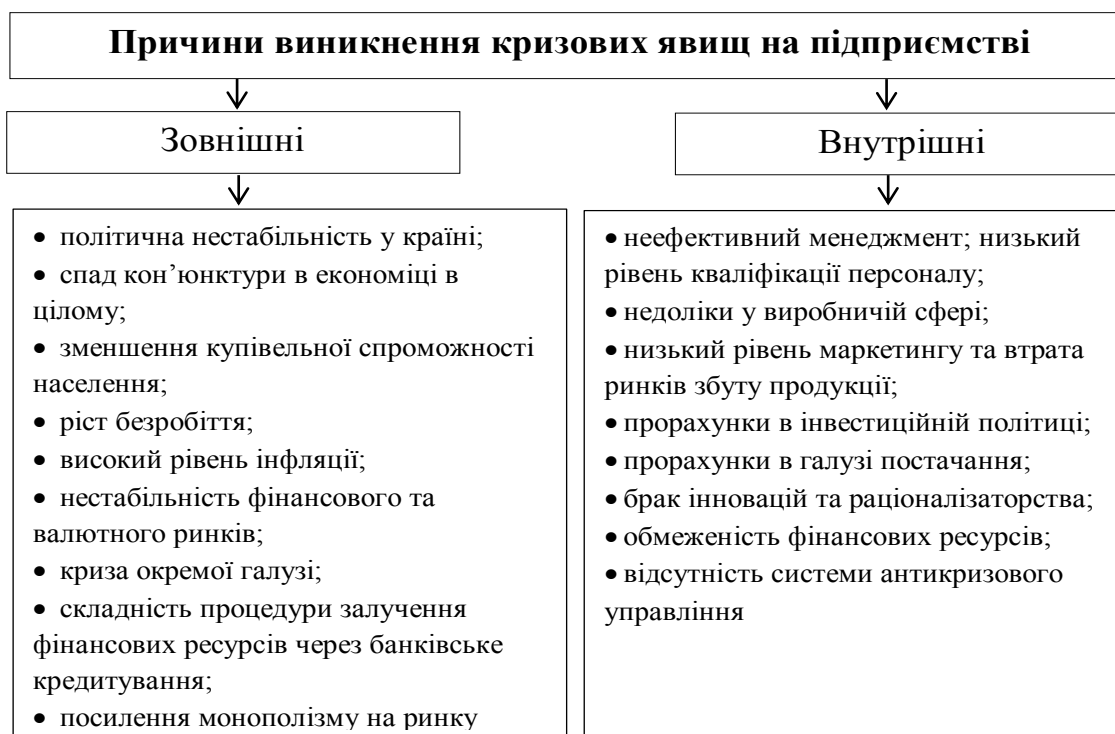 Причини виникнення кризових явищ на підприємстві
Зовнішні
• політична нестабільність у країні;
• спад кон’юнктури в економіці в
цілому;
• зменшення купівельної спроможності
населення;
• ріст безробіття;
• високий рівень інфляції;
• нестабільність фінансового та
валютного ринків;
• криза окремої галузі;
• складність процедури залучення
фінансових ресурсів через банківське
кредитування;
• посилення монополізму на ринку
Внутрішні
• неефективний менеджмент; низький
рівень кваліфікації персоналу;
• недоліки у виробничій сфері;
• низький рівень маркетингу та втрата
ринків збуту продукції;
• прорахунки в інвестиційній політиці;
• прорахунки в галузі постачання;
• брак інновацій та раціоналізаторства;
• обмеженість фінансових ресурсів;
• відсутність системи антикризового
управління